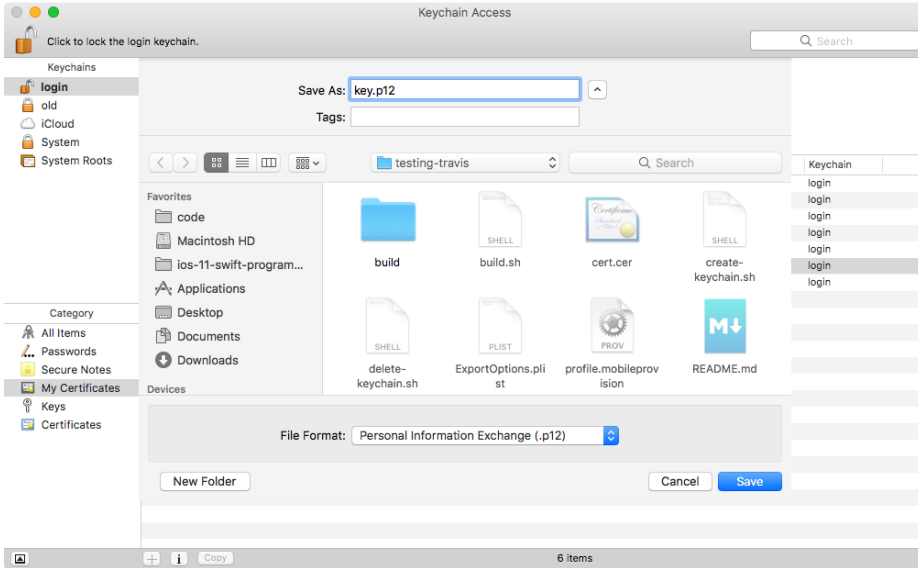 Keychain Access
Click to lock the login keychain.
Search
Keychains
login
old
iCloud
System
System Roots
Save As: key.p12
Tags:
testing-travis
Search
Favorites
code
Macintosh HD
ios-11-swift-program...
Applications
Desktop
Documents
Downloads
Devices
SHELL
Certificate
Standard
SHELL
build
build.sh
cert.cer
create-
keychain.sh
SHELL
PLIST
PROV
M
delete-
keychain.sh
ExportOptions.pli
st
profile.mobileprov
ision
README.md
Keychain
login
login
login
login
login
login
login
Category
All Items
Passwords
Secure Notes
My Certificates
Keys
Certificates
File Format: Personal Information Exchange (.p12)
New Folder
Cancel
Save
Copy
6 items